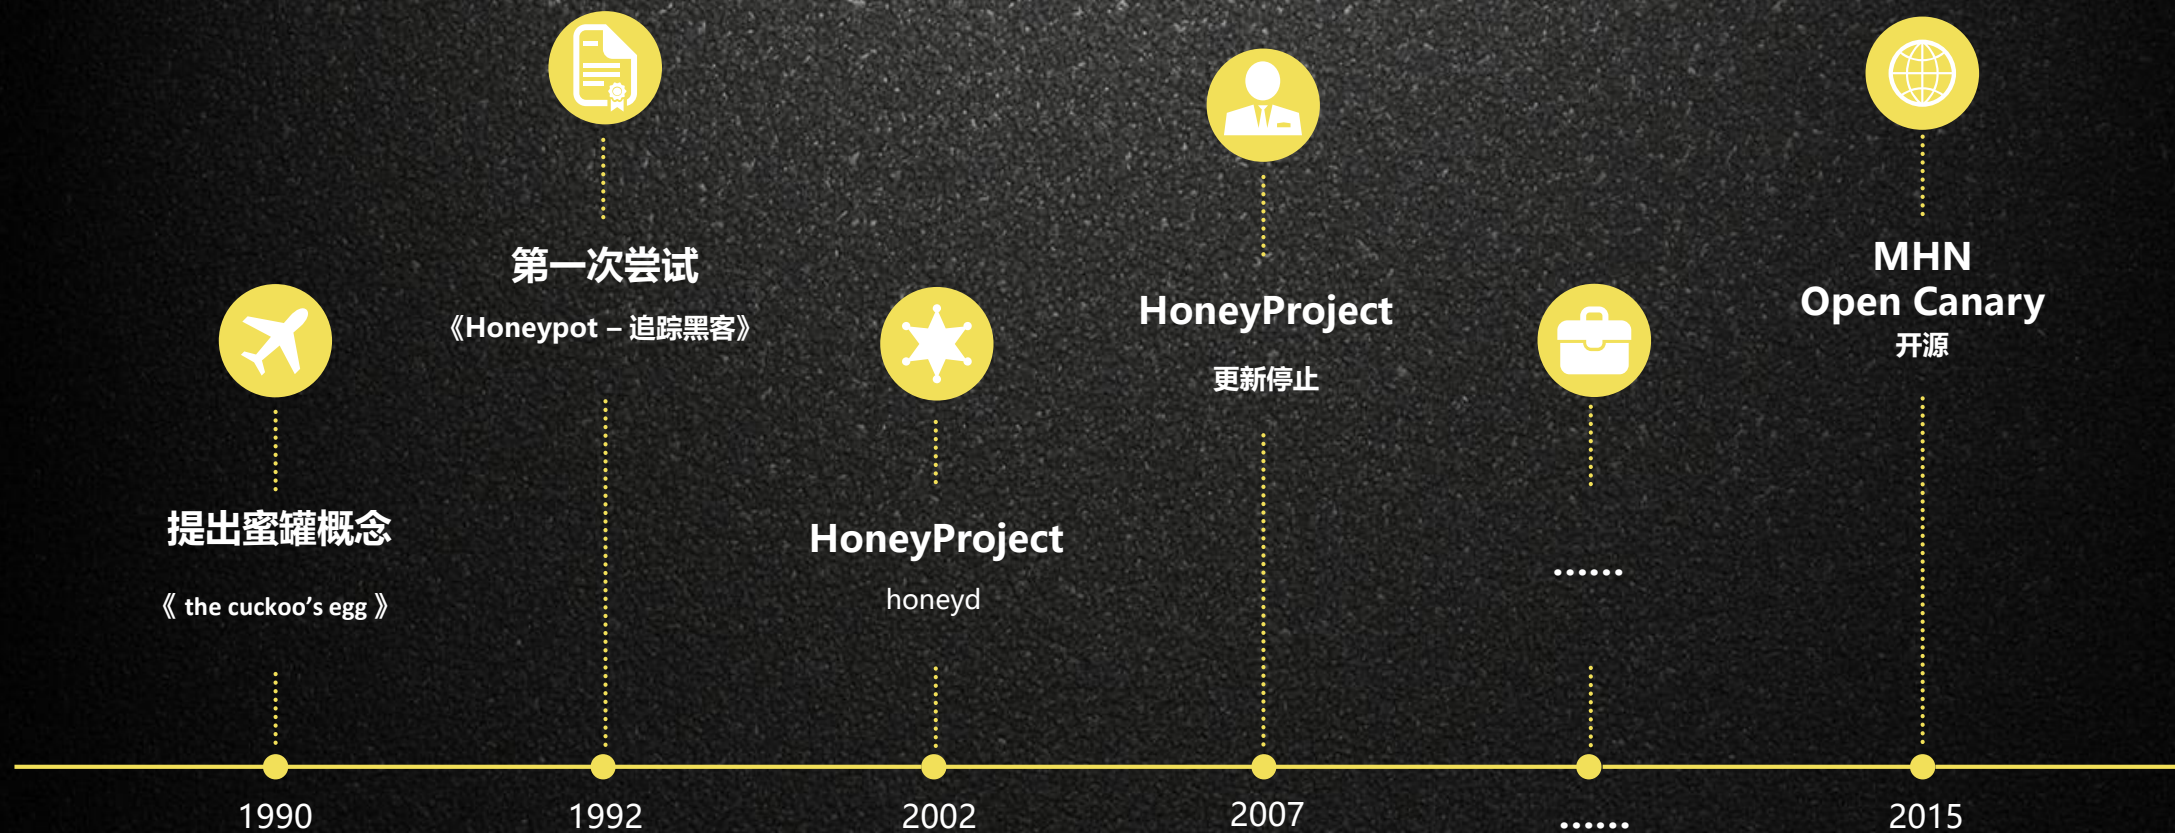 提出蜜罐概念
《 the cuckoo’s egg 》
1990
第一次尝试
《Honeypot – 追踪黑客》
1992
HoneyProject
honeyd
2002
HoneyProject
更新停止
2007
......
......
MHN
Open Canary
开源
2015